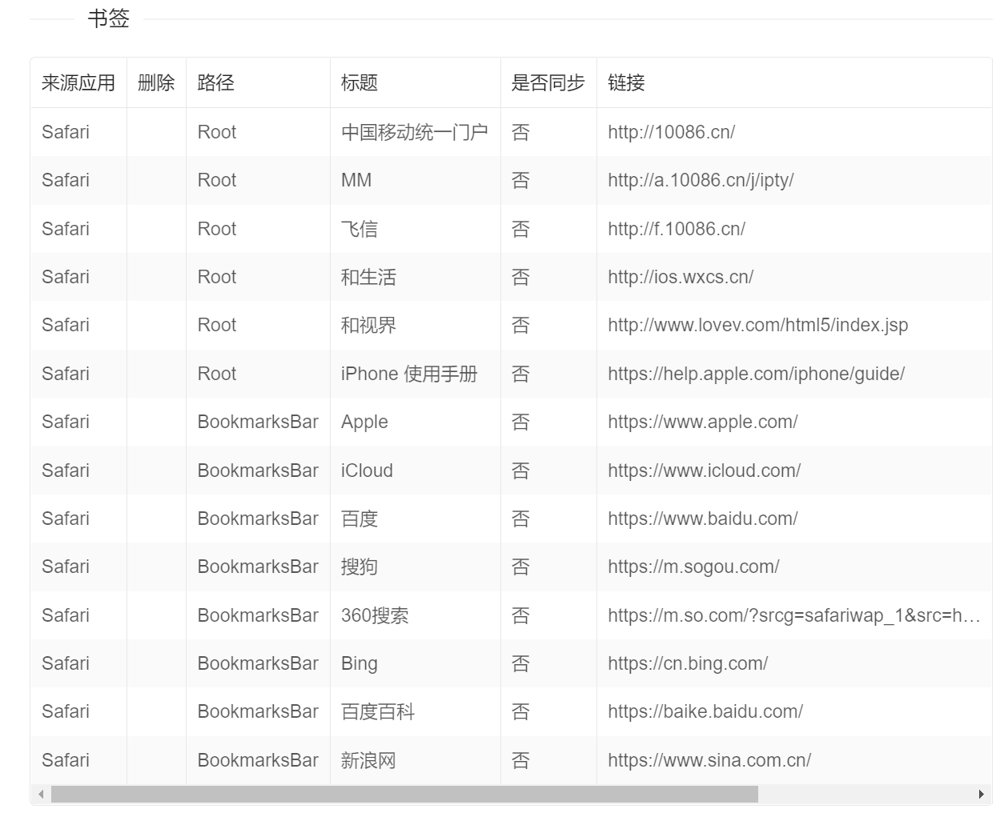 书签
来源应用 删除 路径 标题 是否同步 链接
Safari Root 中国移动统一门户 否 http://10086.cn/
Safari Root MM 否 http://a.10086.cn/j/ipty/
Safari Root 飞信 否 http://f.10086.cn/
Safari Root 和生活 否 http://ios.wxcs.cn/
Safari Root 和视界 否 http://www.lovev.com/html5/index.jsp
Safari Root iPhone 使用手册 否 https://help.apple.com/iphone/guide/
Safari BookmarksBar Apple 否 https://www.apple.com/
Safari BookmarksBar iCloud 否 https://www.icloud.com/
Safari BookmarksBar 百度 否 https://www.baidu.com/
Safari BookmarksBar 搜狗 否 https://m.sogou.com/
Safari BookmarksBar 360搜索 否 https://m.so.com/?srcg=safariwap_1&src=h...
Safari BookmarksBar Bing 否 https://cn.bing.com/
Safari BookmarksBar 百度百科 否 https://baike.baidu.com/
Safari BookmarksBar 新浪网 否 https://www.sina.com.cn/